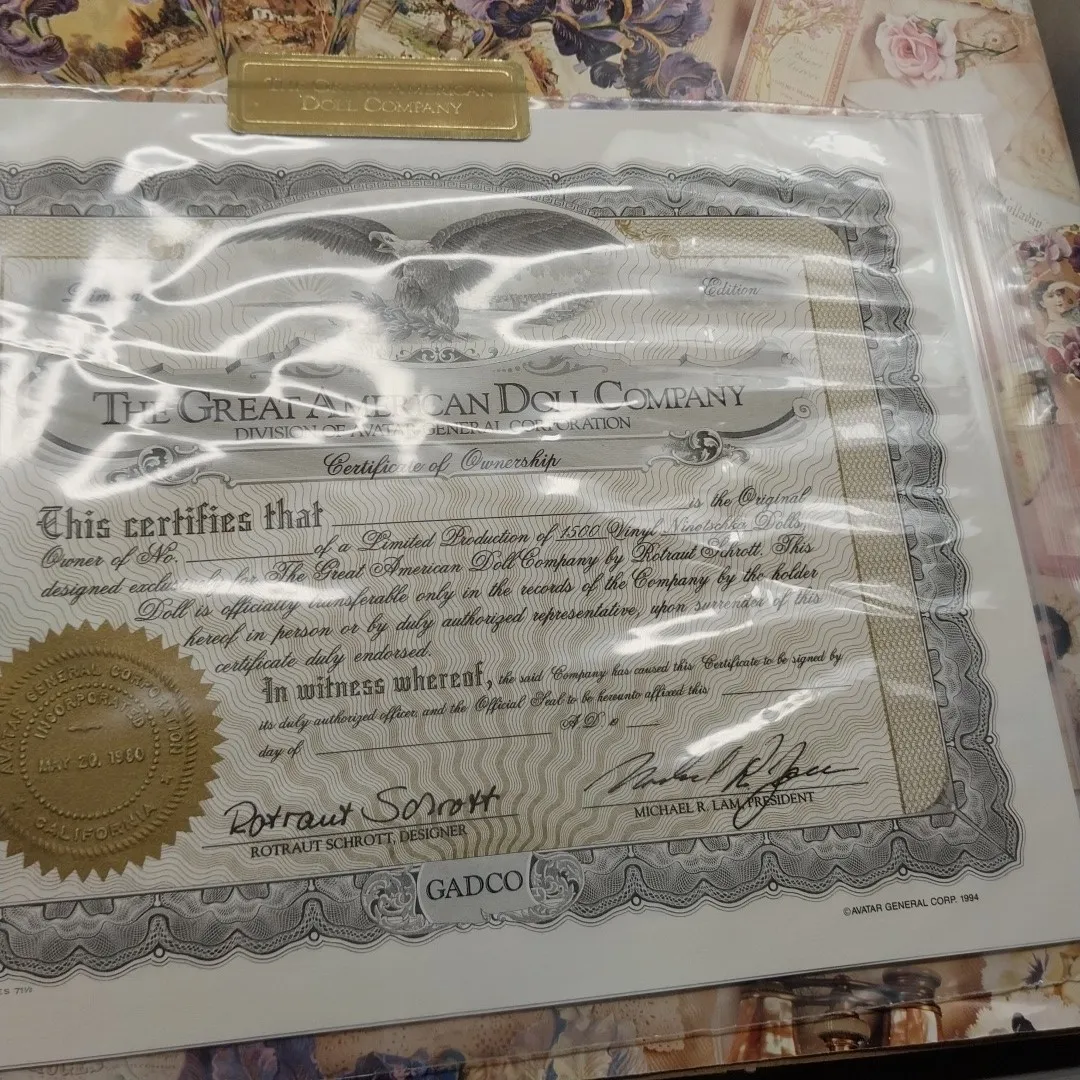 THE GREAT AMERICAN
DOLL COMPANY
Edition
THE GREAT AMERICAN DOLL COMPANY
DIVISION OF AVATAR GENERAL CORPORATION
Certificate of Ownership
This certifies that is the Original
Owner of No. of a Limited Production of 1500 Vinyl Ninotschka Dolls,
designed for The Great American Doll Company by Rotraut Schrott. This
Doll is officially transferable only in the records of the Company by the holder
hereof in person or by duly authorized representative, upon surrender of this
certificate duly endorsed.
In witness whereof, the said Company has caused this Certificate to be signed by
its duly authorized officer, and the Official Seal to be hereunto affixed this
day of A.D. 19
AVATAR GENERAL CORPORATION
INCORPORATED
MAY 20, 1980
CALIFORNIA
Rotraut Schrott
ROTRAUT SCHROTT, DESIGNER
MICHAEL R. LAM, PRESIDENT
GADCO
©AVATAR GENERAL CORP. 1994
ES 71½